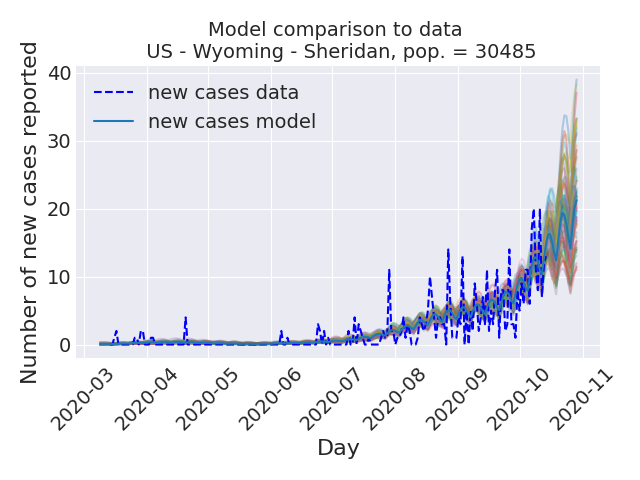 Model comparison to data
US - Wyoming - Sheridan, pop. = 30485
Number of new cases reported
40
30
20
10
0
new cases data
new cases model
2020-03
2020-04
2020-05
2020-06
2020-07
2020-08
2020-09
2020-10
2020-11
Day